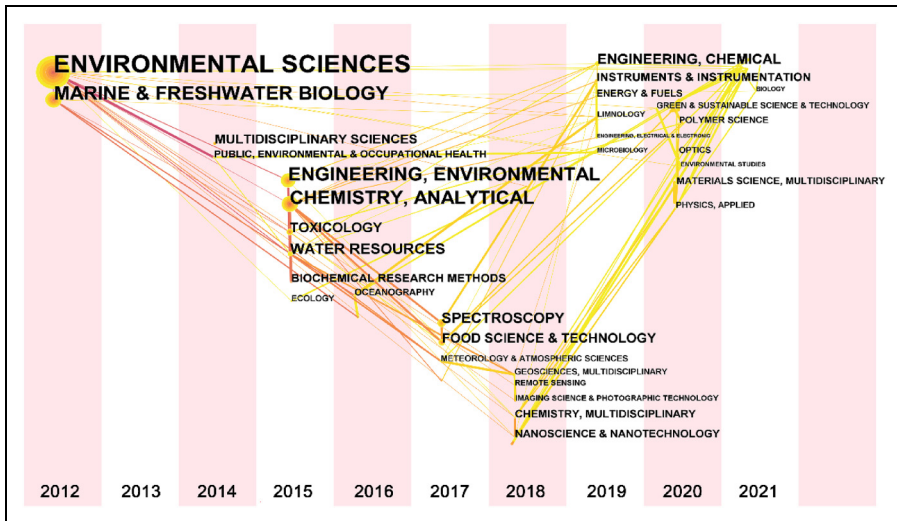 ENVIRONMENTAL SCIENCES
MARINE & FRESHWATER BIOLOGY
MULTIDISCIPLINARY SCIENCES
PUBLIC, ENVIRONMENTAL & OCCUPATIONAL HEALTH
ENGINEERING, ENVIRONMENTAL
CHEMISTRY, ANALYTICAL
TOXICOLOGY
WATER RESOURCES
BIOCHEMICAL RESEARCH METHODS
ECOLOGY
OCEANOGRAPHY
SPECTROSCOPY
FOOD SCIENCE & TECHNOLOGY
METEOROLOGY & ATMOSPHERIC SCIENCES
GEOSCIENCES, MULTIDISCIPLINARY
REMOTE SENSING
IMAGING SCIENCE & PHOTOGRAPHIC TECHNOLOGY
CHEMISTRY, MULTIDISCIPLINARY
NANOSCIENCE & NANOTECHNOLOGY
ENGINEERING, CHEMICAL
INSTRUMENTS & INSTRUMENTATION
ENERGY & FUELS
BIOLOGY
GREEN & SUSTAINABLE SCIENCE & TECHNOLOGY
LIMNOLOGY
POLYMER SCIENCE
ENGINEERING, ELECTRICAL & ELECTRONIC
MICROBIOLOGY
OPTICS
ENVIRONMENTAL STUDIES
MATERIALS SCIENCE, MULTIDISCIPLINARY
PHYSICS, APPLIED
2012 2013 2014 2015 2016 2017 2018 2019 2020 2021